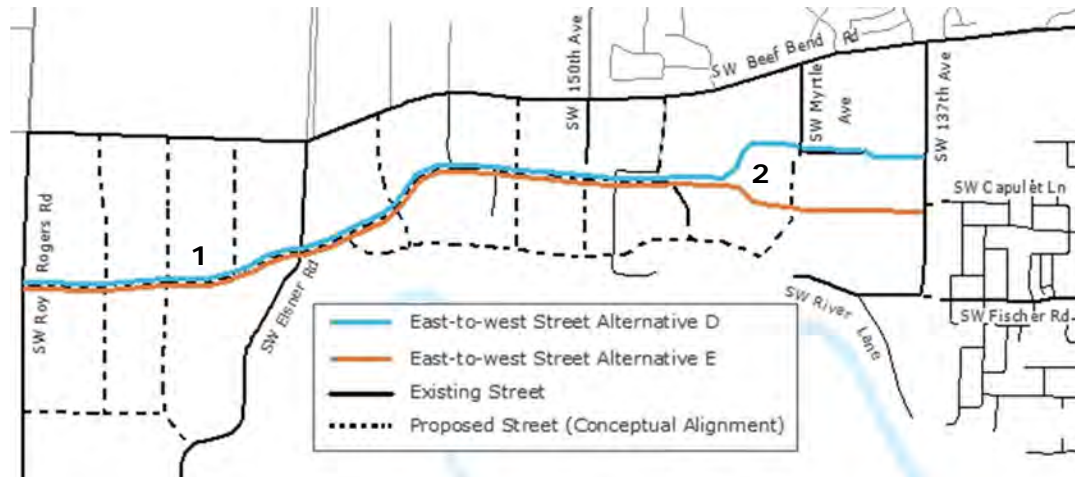 SW Beef Bend Rd
SW 150th Ave
SW Myrtle
Ave
SW 137th Ave
2
SW Capulet Ln
1
SW Roy Rogers Rd
SW Elsner Rd
SW River Lane
SW Fischer Rd
East-to-west Street Alternative D
East-to-west Street Alternative E
Existing Street
Proposed Street (Conceptual Alignment)